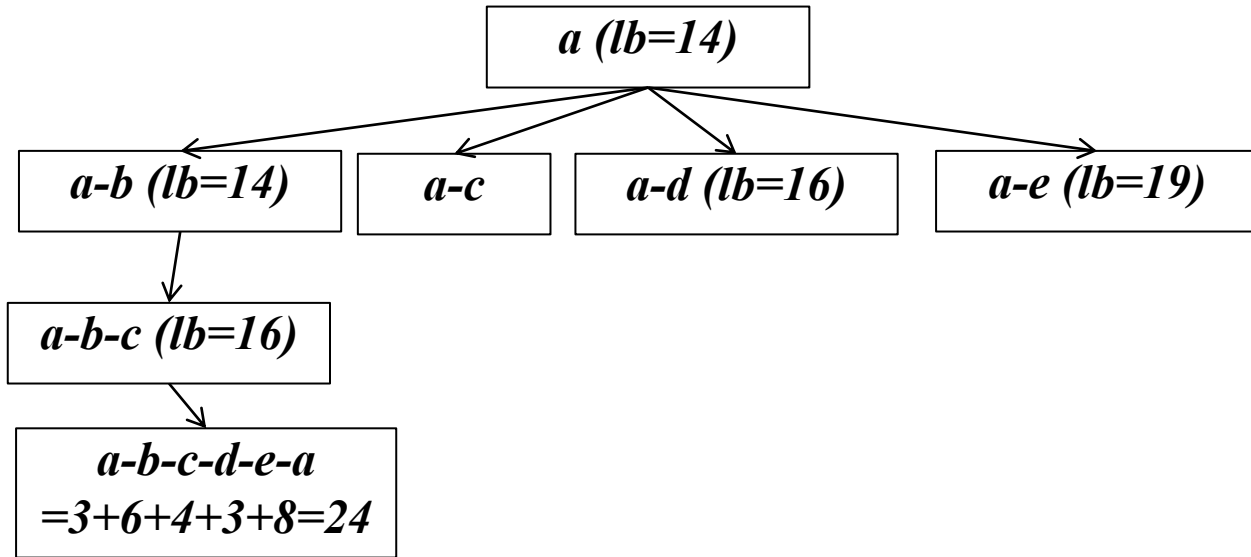 a (lb=14)
a-b (lb=14)
a-c
a-d (lb=16)
a-e (lb=19)
a-b-c (lb=16)
a-b-c-d-e-a
=3+6+4+3+8=24